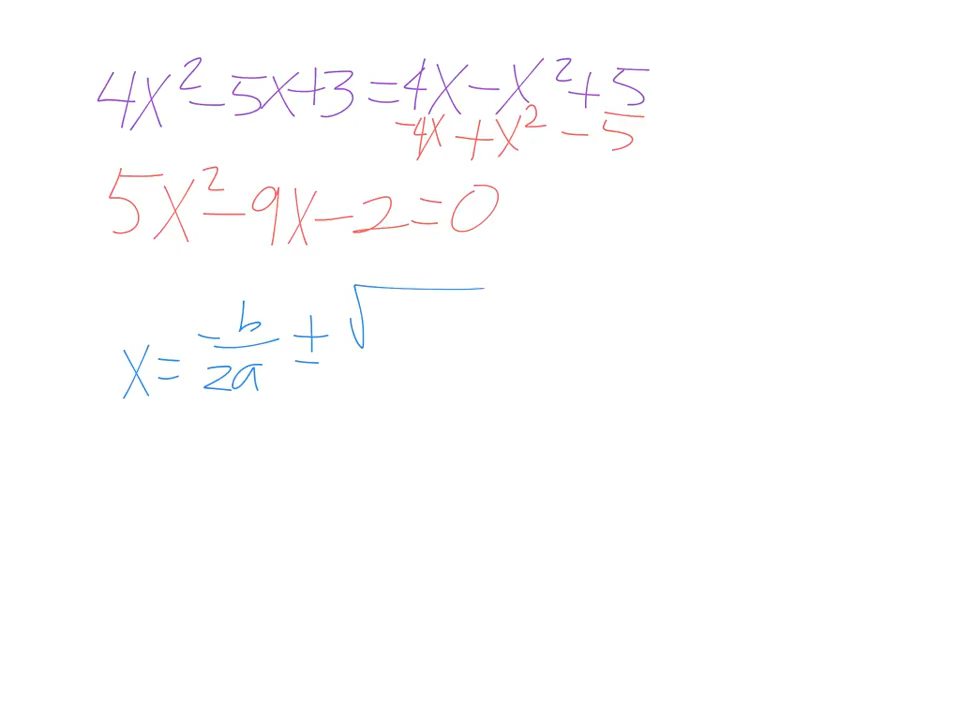 4x² - 5x + 3 = 4x - x² + 5
-4x + x² - 5
5x² - 9x - 2 = 0
x = -b/2a ± √